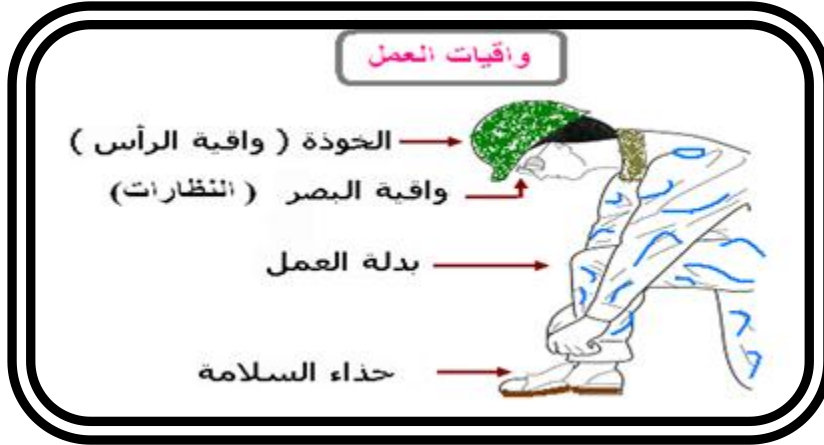 واقيات العمل
الخوذة ( واقية الرأس )
واقية البصر ( النظارات)
بدلة العمل
حذاء السلامة